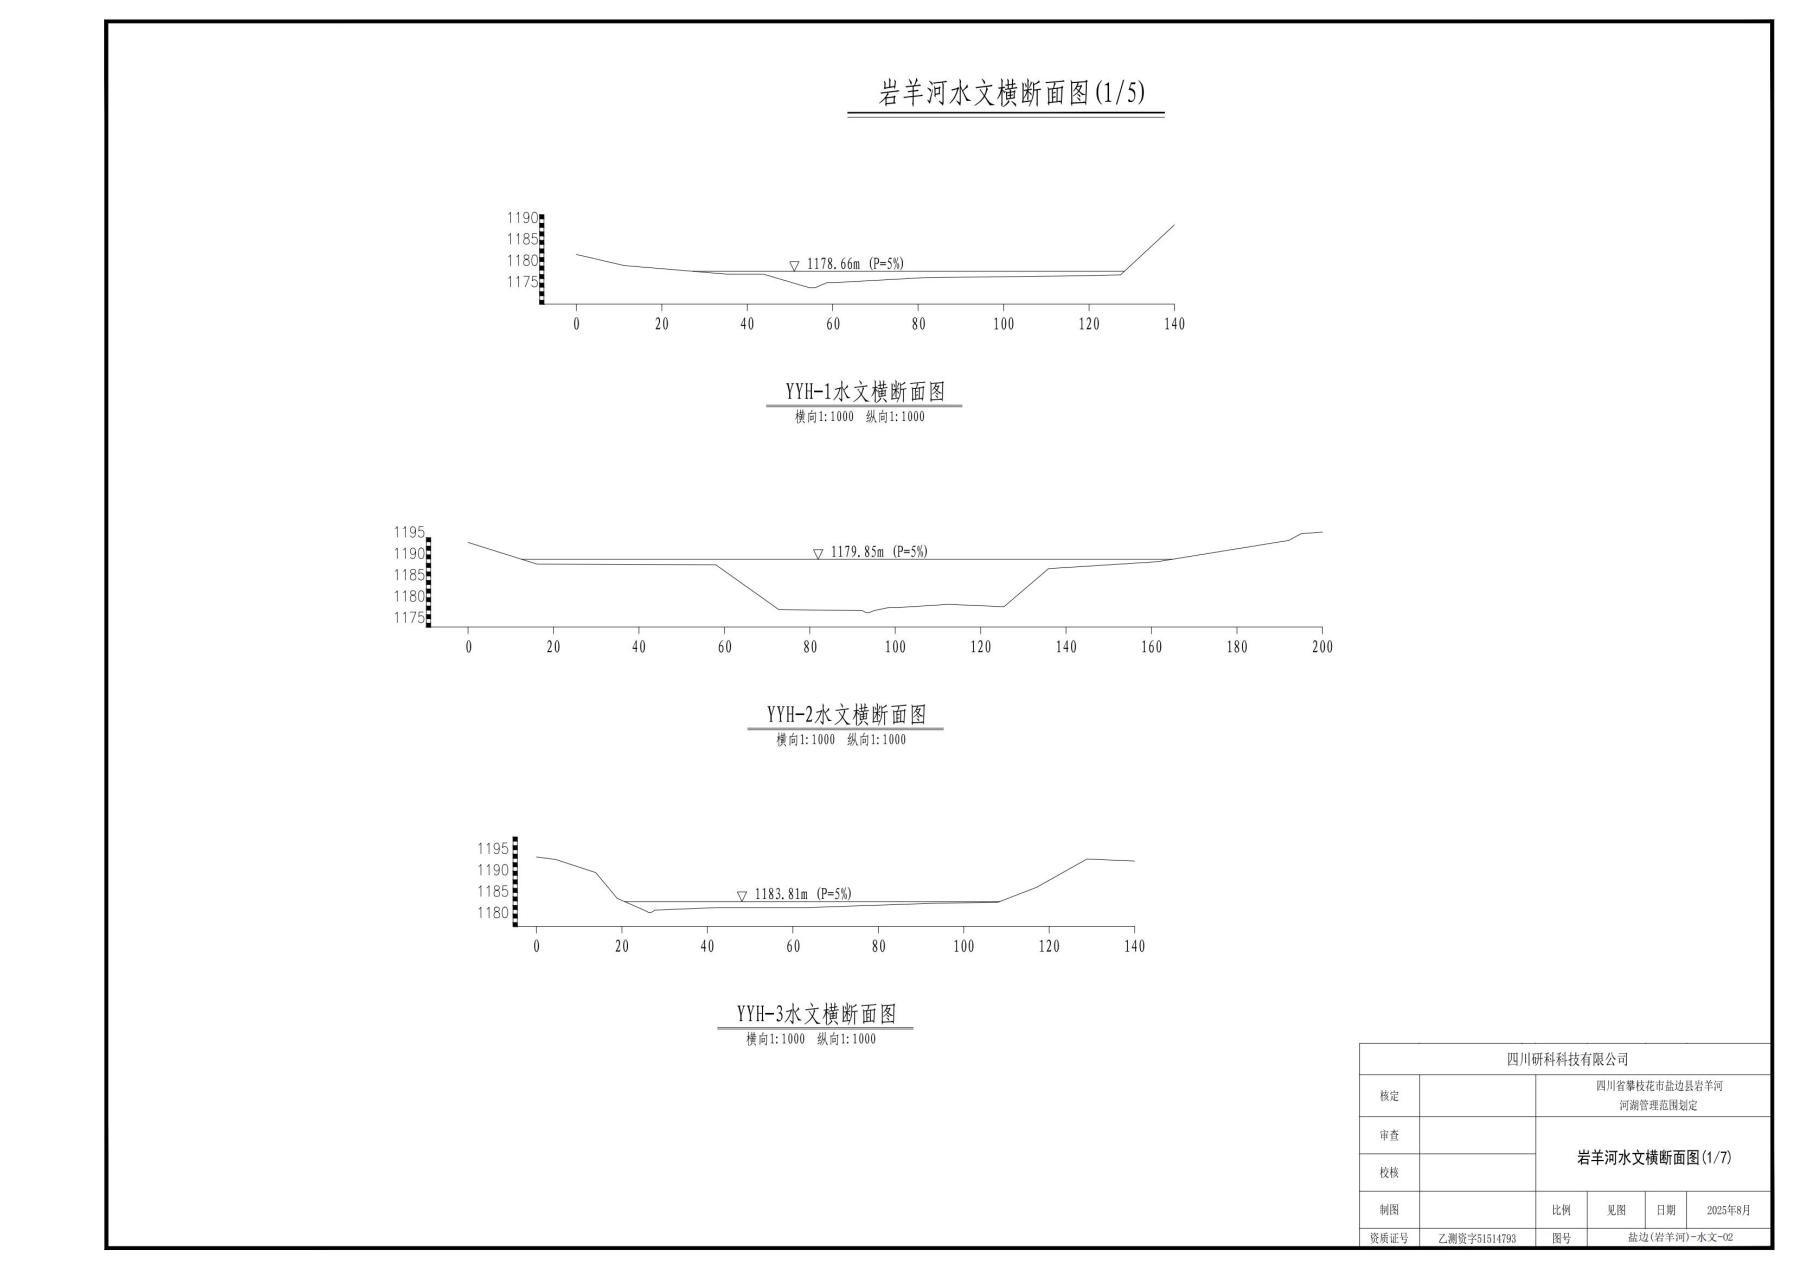 岩羊河水文横断面图(1/5)
1190
1185
1180
1175
1178.66m (P=5%)
0 20 40 60 80 100 120 140
YYH-1水文横断面图
横向1:1000 纵向1:1000
1195
1190
1185
1180
1175
1179.85m (P=5%)
0 20 40 60 80 100 120 140 160 180 200
YYH-2水文横断面图
横向1:1000 纵向1:1000
1195
1190
1185
1180
1183.81m (P=5%)
0 20 40 60 80 100 120 140
YYH-3水文横断面图
横向1:1000 纵向1:1000
四川研科科技有限公司
核定
四川省攀枝花市盐边县岩羊河
河湖管理范围划定
审查
岩羊河水文横断面图(1/7)
校核
制图 比例 见图 日期 2025年8月
资质证号 乙测资字51514793 图号 盐边(岩羊河)-水文-02